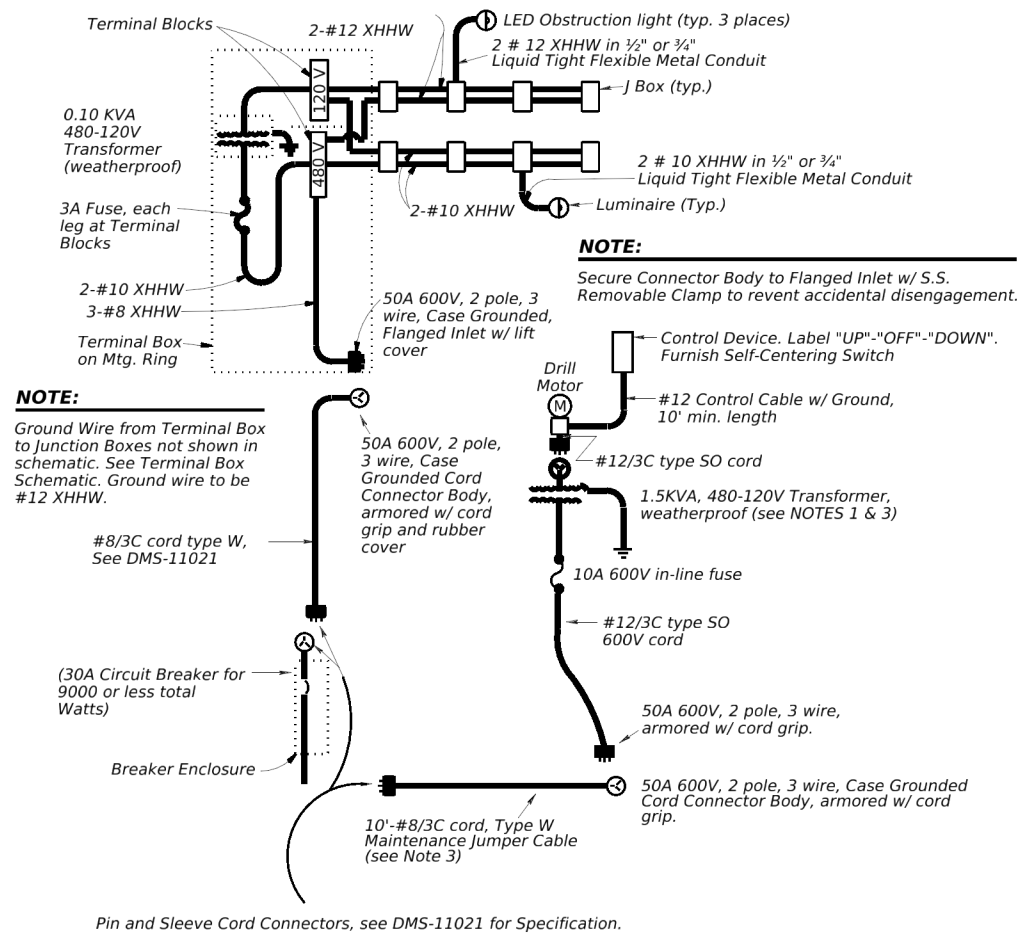 Terminal Blocks
2-#12 XHHW
LED Obstruction light (typ. 3 places)
2 # 12 XHHW in ½" or ¾"
Liquid Tight Flexible Metal Conduit
J Box (typ.)
120 V
0.10 KVA
480-120V
Transformer
(weatherproof)
480 V
2 # 10 XHHW in ½" or ¾"
Liquid Tight Flexible Metal Conduit
Luminaire (Typ.)
2-#10 XHHW
3A Fuse, each
leg at Terminal
Blocks
2-#10 XHHW
3-#8 XHHW
Terminal Box
on Mtg. Ring
50A 600V, 2 pole, 3
wire, Case Grounded,
Flanged Inlet w/ lift
cover
NOTE:
Secure Connector Body to Flanged Inlet w/ S.S.
Removable Clamp to revent accidental disengagement.
Control Device. Label "UP"-"OFF"-"DOWN".
Furnish Self-Centering Switch
Drill
Motor
M
#12 Control Cable w/ Ground,
10' min. length
#12/3C type SO cord
1.5KVA, 480-120V Transformer,
weatherproof (see NOTES 1 & 3)
10A 600V in-line fuse
#12/3C type SO
600V cord
50A 600V, 2 pole, 3 wire,
armored w/ cord grip.
NOTE:
Ground Wire from Terminal Box
to Junction Boxes not shown in
schematic. See Terminal Box
Schematic. Ground wire to be
#12 XHHW.
50A 600V, 2 pole,
3 wire, Case
Grounded Cord
Connector Body,
armored w/ cord
grip and rubber
cover
#8/3C cord type W,
See DMS-11021
(30A Circuit Breaker for
9000 or less total
Watts)
Breaker Enclosure
50A 600V, 2 pole, 3 wire, Case Grounded
Cord Connector Body, armored w/ cord
grip.
10'-#8/3C cord, Type W
Maintenance Jumper Cable
(see Note 3)
Pin and Sleeve Cord Connectors, see DMS-11021 for Specification.